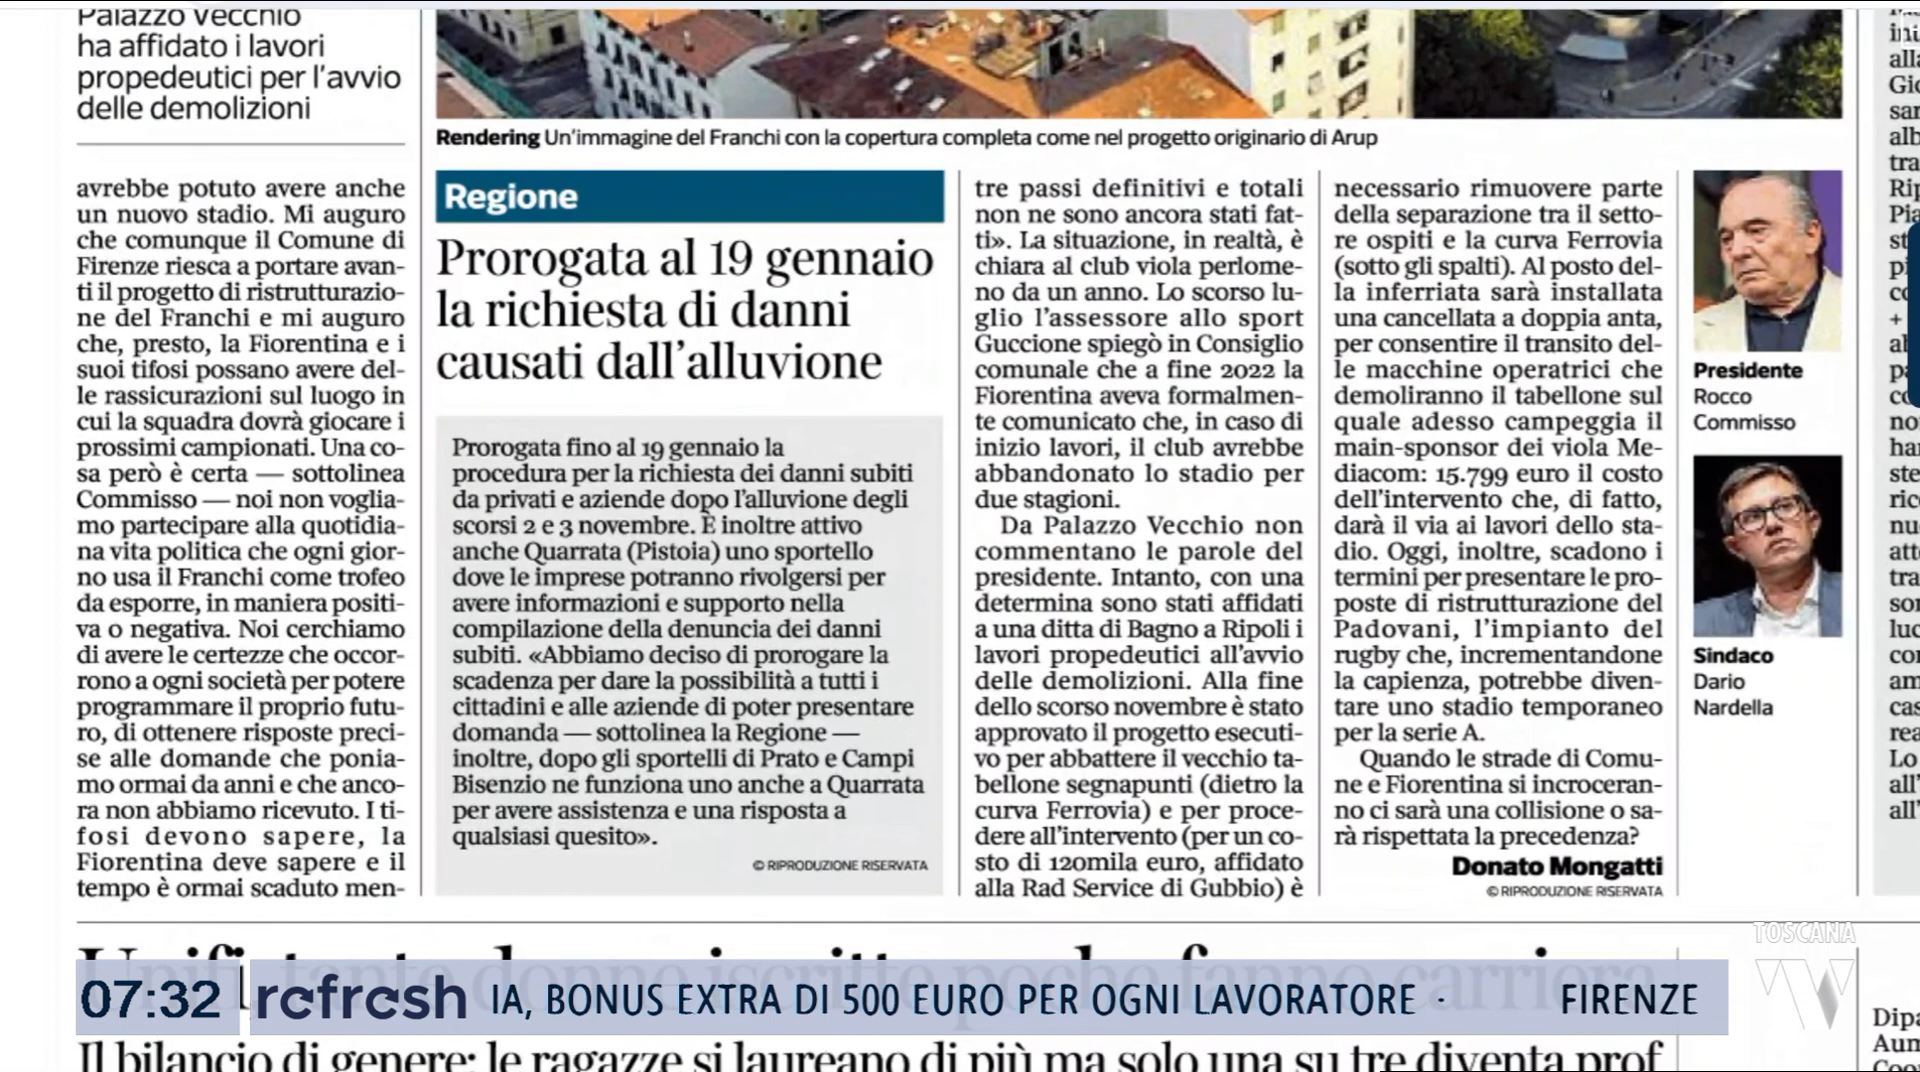 Palazzo Vecchio
ha affidato i lavori
propedeutici per l'avvio
delle demolizioni
Rendering Un'immagine del Franchi con la copertura completa come nel progetto originario di Arup
avrebbe potuto avere anche
un nuovo stadio. Mi auguro
che comunque il Comune di
Firenze riesca a portare avan-
ti il progetto di ristrutturazio-
ne del Franchi e mi auguro
che, presto, la Fiorentina e i
suoi tifosi possano avere del-
le rassicurazioni sul luogo in
cui la squadra dovrà giocare i
prossimi campionati. Una co-
sa però è certa — sottolinea
Commisso — noi non voglia-
mo partecipare alla quotidia-
na vita politica che ogni gior-
no usa il Franchi come trofeo
da esporre, in maniera positi-
va o negativa. Noi cerchiamo
di avere le certezze che occor-
rono a ogni società per potere
programmare il proprio futu-
ro, di ottenere risposte preci-
se alle domande che ponia-
mo ormai da anni e che anco-
ra non abbiamo ricevuto. I ti-
fosi devono sapere, la
Fiorentina deve sapere e il
tempo è ormai scaduto men-
Regione
Prorogata al 19 gennaio
la richiesta di danni
causati dall'alluvione
Prorogata fino al 19 gennaio la
procedura per la richiesta dei danni subiti
da privati e aziende dopo l'alluvione degli
scorsi 2 e 3 novembre. È inoltre attivo
anche Quarrata (Pistoia) uno sportello
dove le imprese potranno rivolgersi per
avere informazioni e supporto nella
compilazione della denuncia dei danni
subiti. «Abbiamo deciso di prorogare la
scadenza per dare la possibilità a tutti i
cittadini e alle aziende di poter presentare
domanda — sottolinea la Regione —
inoltre, dopo gli sportelli di Prato e Campi
Bisenzio ne funziona uno anche a Quarrata
per avere assistenza e una risposta a
qualsiasi quesito».
© RIPRODUZIONE RISERVATA
tre passi definitivi e totali
non ne sono ancora stati fat-
ti». La situazione, in realtà, è
chiara al club viola perlome-
no da un anno. Lo scorso lu-
glio l'assessore allo sport
Guccione spiegò in Consiglio
comunale che a fine 2022 la
Fiorentina aveva formalmen-
te comunicato che, in caso di
inizio lavori, il club avrebbe
abbandonato lo stadio per
due stagioni.
Da Palazzo Vecchio non
commentano le parole del
presidente. Intanto, con una
determina sono stati affidati
a una ditta di Bagno a Ripoli i
lavori propedeutici all'avvio
delle demolizioni. Alla fine
dello scorso novembre è stato
approvato il progetto esecuti-
vo per abbattere il vecchio ta-
bellone segnapunti (dietro la
curva Ferrovia) e per proce-
dere all'intervento (per un co-
sto di 120mila euro, affidato
alla Rad Service di Gubbio) è
necessario rimuovere parte
della separazione tra il setto-
re ospiti e la curva Ferrovia
(sotto gli spalti). Al posto del-
la inferriata sarà installata
una cancellata a doppia anta,
per consentire il transito del-
le macchine operatrici che
demoliranno il tabellone sul
quale adesso campeggia il
main-sponsor dei viola Me-
diacom: 15.799 euro il costo
dell'intervento che, di fatto,
darà il via ai lavori dello sta-
dio. Oggi, inoltre, scadono i
termini per presentare le pro-
poste di ristrutturazione del
Padovani, l'impianto del
rugby che, incrementandone
la capienza, potrebbe diven-
tare uno stadio temporaneo
per la serie A.
Quando le strade di Comu-
ne e Fiorentina si incroceran-
no ci sarà una collisione o sa-
rà rispettata la precedenza?
Donato Mongatti
© RIPRODUZIONE RISERVATA
Presidente
Rocco
Commisso
Sindaco
Dario
Nardella
TOSCANA
Unifi, tante donne iscritte poche fanno carriera
07:32 refresh IA, BONUS EXTRA DI 500 EURO PER OGNI LAVORATORE · FIRENZE
Il bilancio di genere: le ragazze si laureano di più ma solo una su tre diventa prof